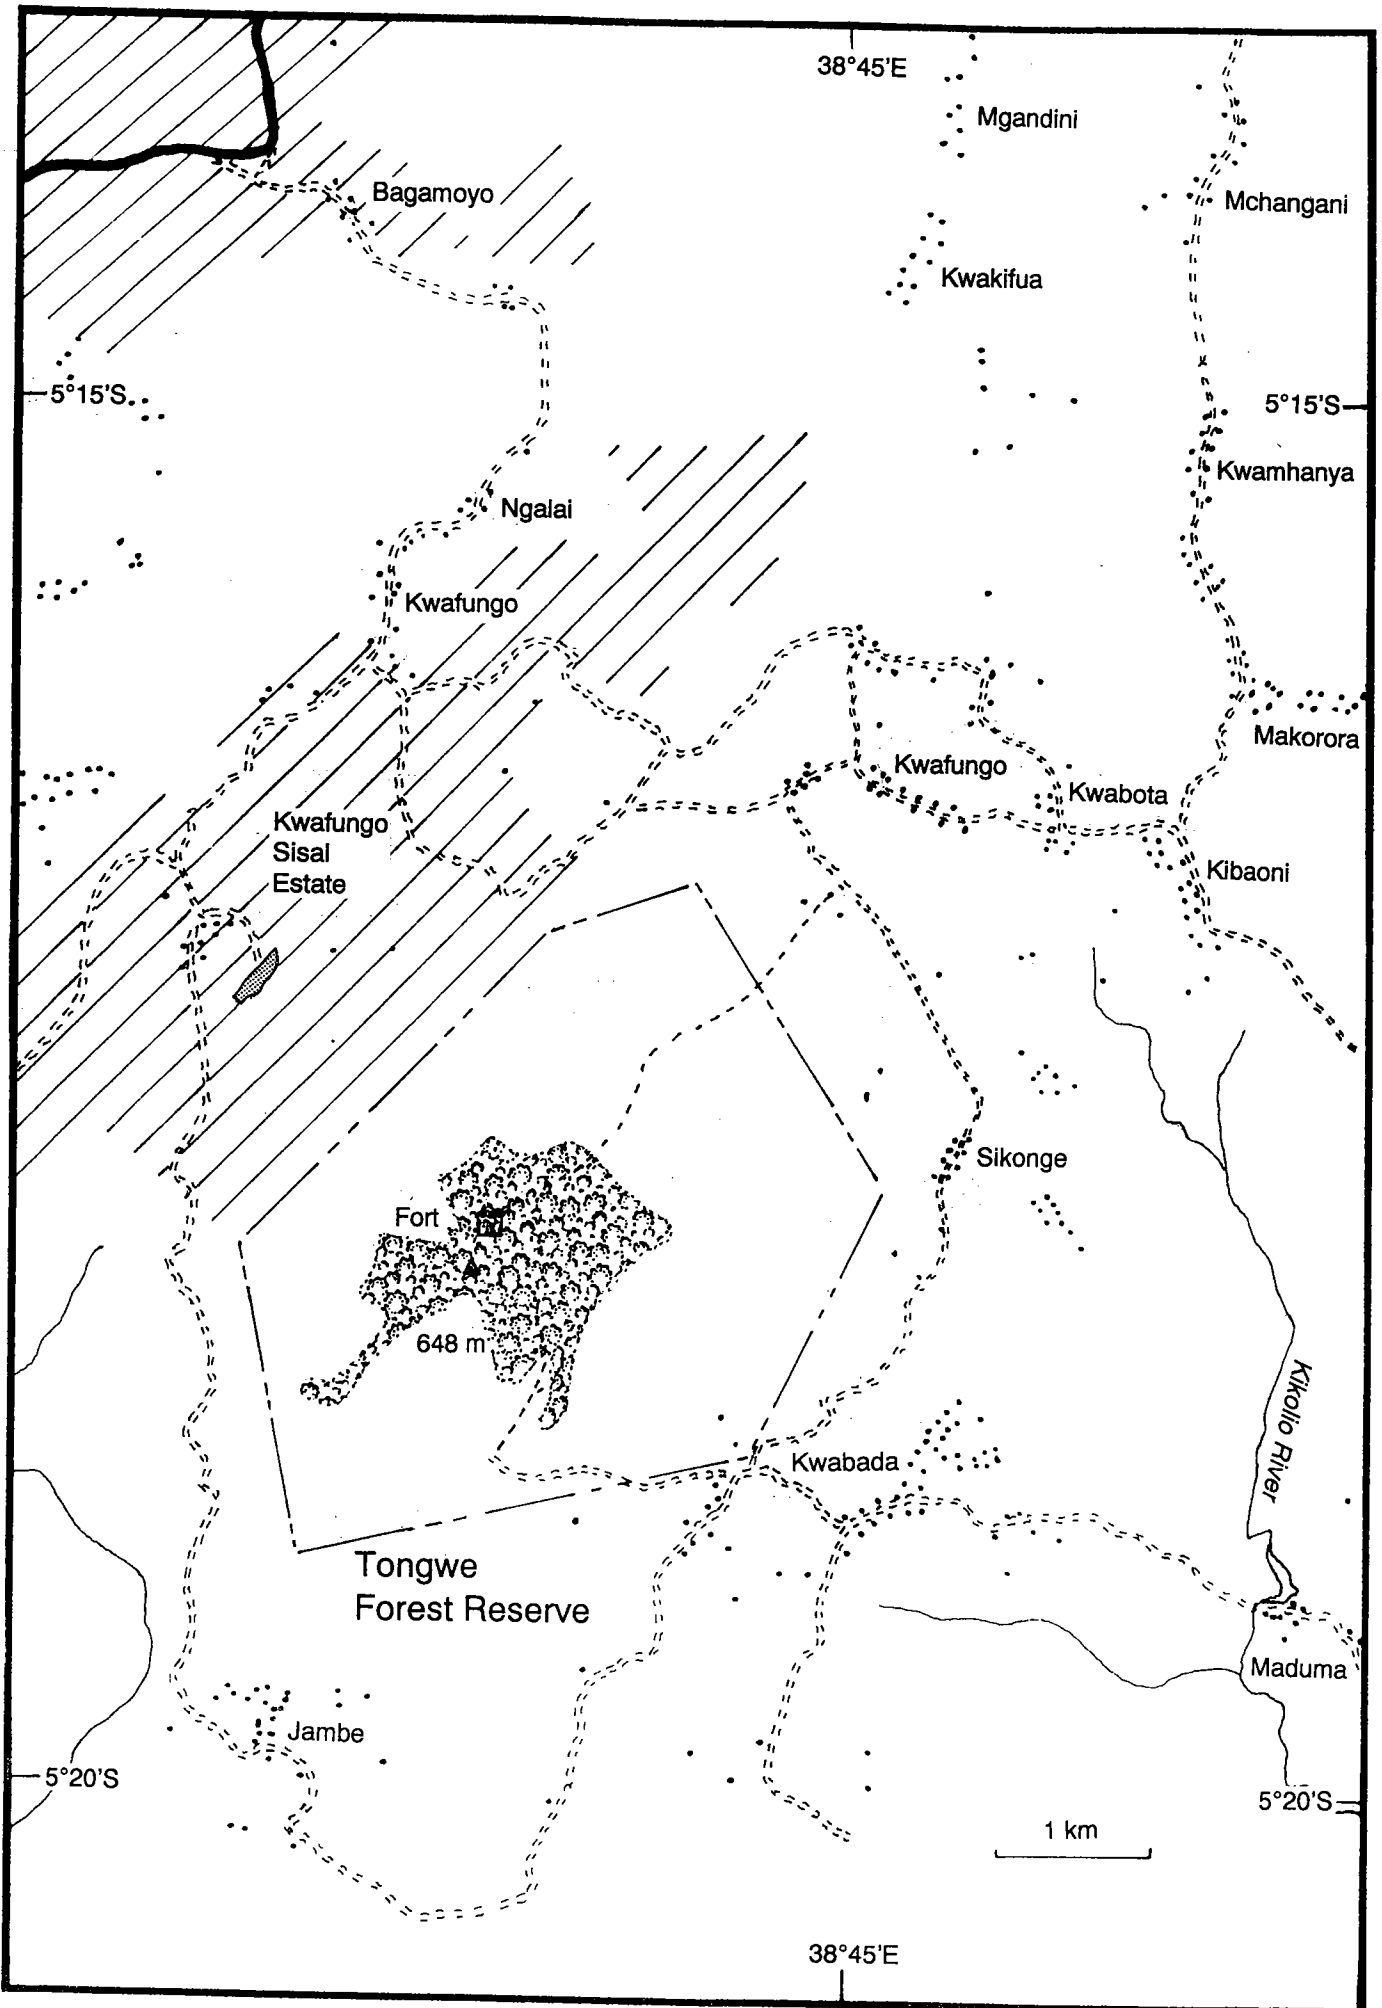 38°45'E
Mgandini
Bagamoyo
Mchangani
Kwakifua
5°15'S
5°15'S
Kwamhanya
Ngalai
Kwafungo
Makorora
Kwafungo
Kwabota
Kwafungo
Sisal
Estate
Kibaoni
Sikonge
Fort
648 m
Kikolio River
Kwabada
Tongwe
Forest Reserve
Maduma
Jambe
5°20'S
5°20'S
1 km
38°45'E